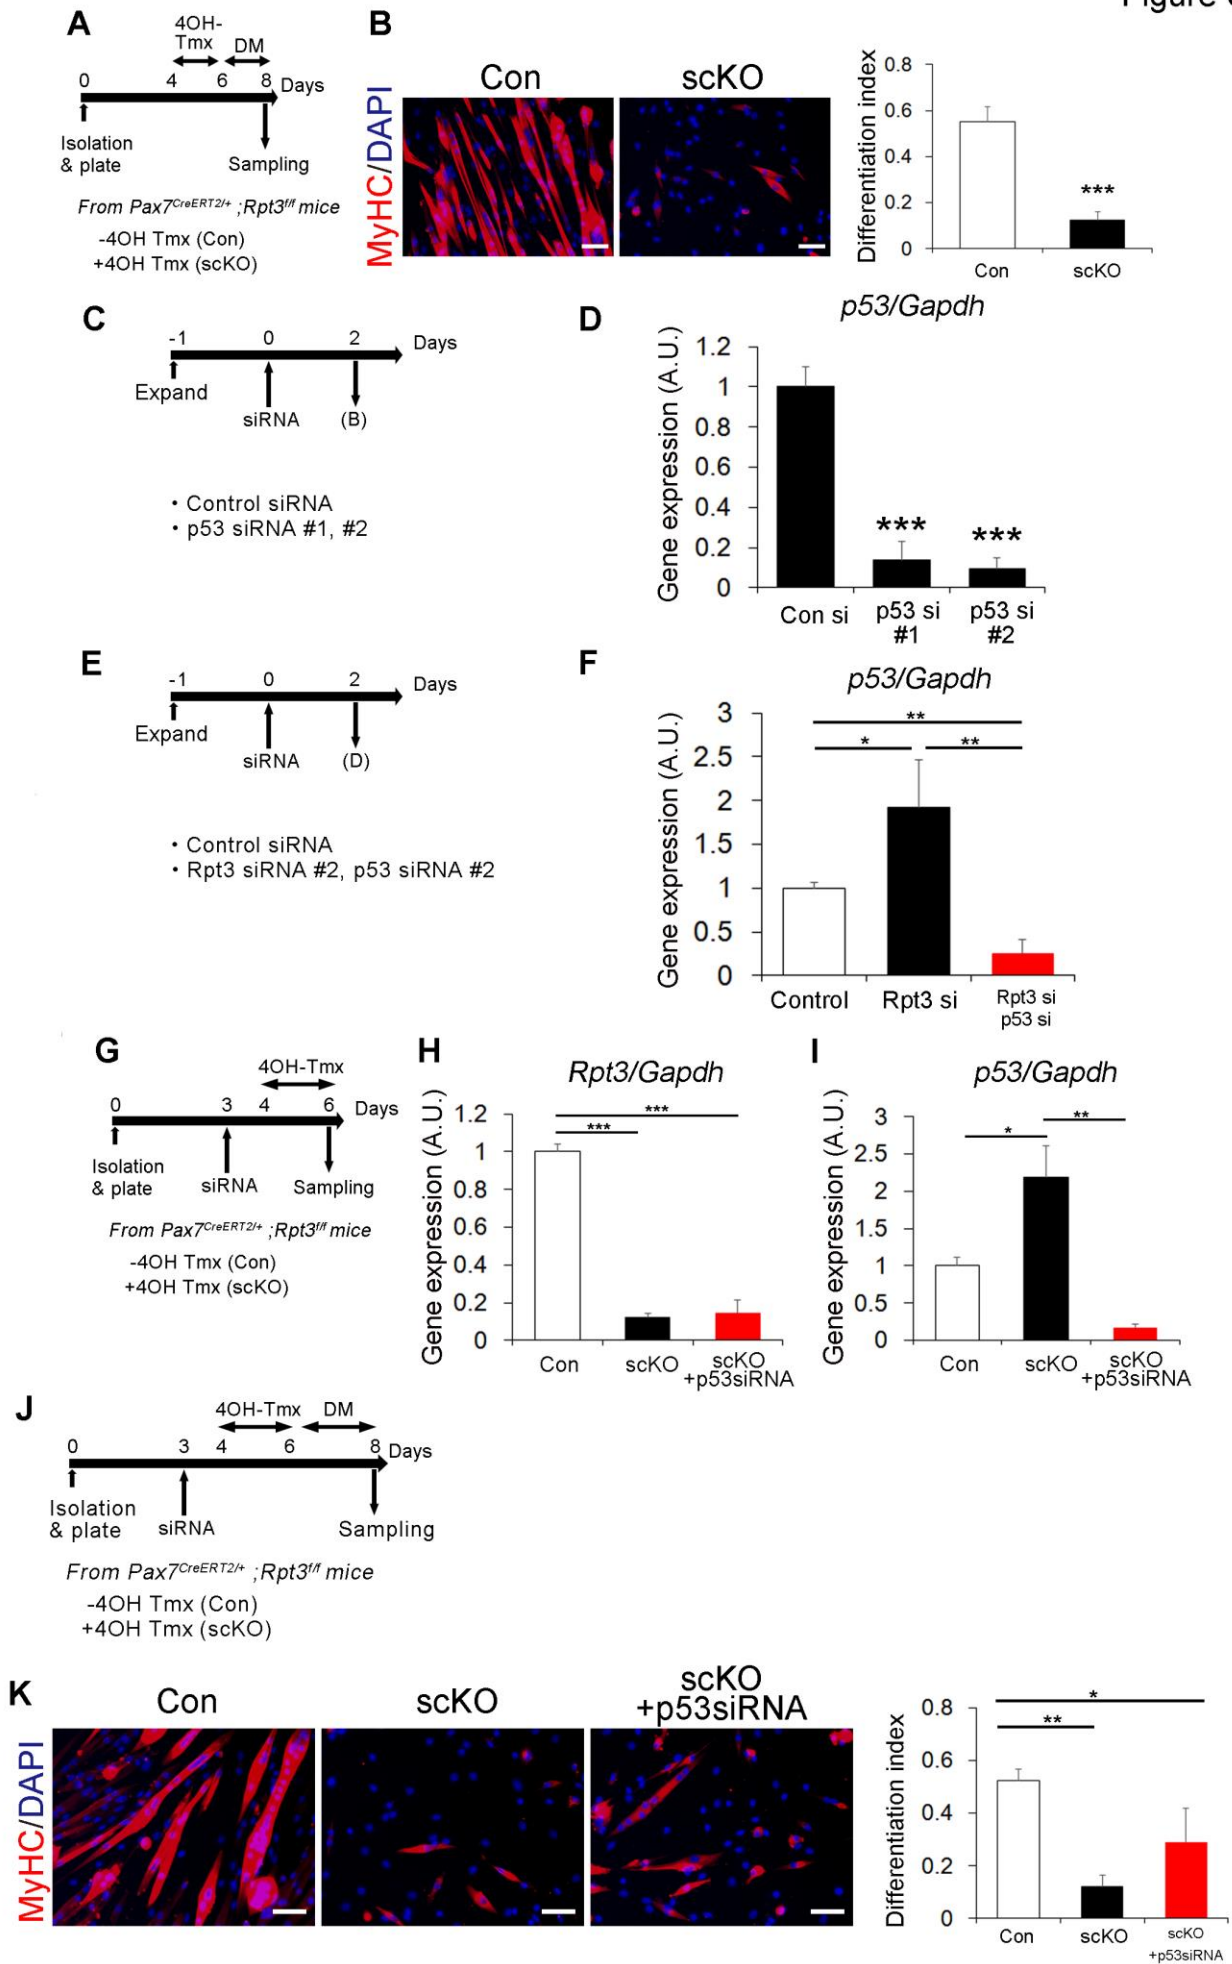 Figure
A
4OH-
Tmx
DM
0
4
6
8
Days
Isolation
& plate
Sampling
From Pax7CreERT2/+ ;Rpt3f/f mice
-4OH Tmx (Con)
+4OH Tmx (scKO)
B
MyHC/DAPI
Con
scKO
Differentiation index
0.8
0.6
0.4
0.2
0
***
Con
scKO
C
-1
0
2
Days
Expand
siRNA
(B)
• Control siRNA
• p53 siRNA #1, #2
D
p53/Gapdh
Gene expression (A.U.)
1.2
1
0.8
0.6
0.4
0.2
0
***
***
Con si
p53 si
#1
p53 si
#2
E
-1
0
2
Days
Expand
siRNA
(D)
• Control siRNA
• Rpt3 siRNA #2, p53 siRNA #2
F
p53/Gapdh
Gene expression (A.U.)
3
2.5
2
1.5
1
0.5
0
**
*
**
Control
Rpt3 si
Rpt3 si
p53 si
G
4OH-Tmx
0
3
4
6
Days
Isolation
& plate
siRNA
Sampling
From Pax7CreERT2/+ ;Rpt3f/f mice
-4OH Tmx (Con)
+4OH Tmx (scKO)
H
Rpt3/Gapdh
Gene expression (A.U.)
1.2
1
0.8
0.6
0.4
0.2
0
***
***
Con
scKO
scKO
+p53siRNA
I
p53/Gapdh
Gene expression (A.U.)
3
2.5
2
1.5
1
0.5
0
*
**
Con
scKO
scKO
+p53siRNA
J
4OH-Tmx
DM
0
3
4
6
8
Days
Isolation
& plate
siRNA
Sampling
From Pax7CreERT2/+ ;Rpt3f/f mice
-4OH Tmx (Con)
+4OH Tmx (scKO)
K
MyHC/DAPI
Con
scKO
scKO
+p53siRNA
Differentiation index
0.8
0.6
0.4
0.2
0
*
**
Con
scKO
scKO
+p53siRNA